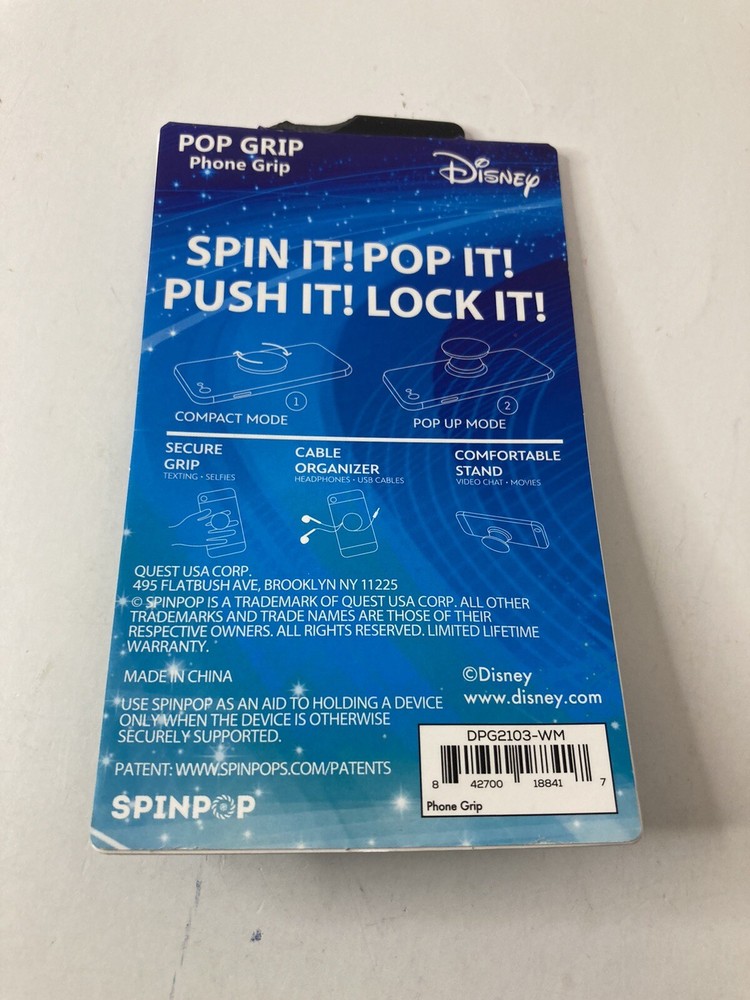 POP GRIP
Phone Grip
Disney
SPIN IT! POP IT!
PUSH IT! LOCK IT!
1
COMPACT MODE
2
POP UP MODE
SECURE
GRIP
TEXTING • SELFIES
CABLE
ORGANIZER
HEADPHONES • USB CABLES
COMFORTABLE
STAND
VIDEO CHAT • MOVIES
QUEST USA CORP.
495 FLATBUSH AVE, BROOKLYN NY 11225
© SPINPOP IS A TRADEMARK OF QUEST USA CORP. ALL OTHER
TRADEMARKS AND TRADE NAMES ARE THOSE OF THEIR
RESPECTIVE OWNERS. ALL RIGHTS RESERVED. LIMITED LIFETIME
WARRANTY.
MADE IN CHINA
©Disney
www.disney.com
USE SPINPOP AS AN AID TO HOLDING A DEVICE
ONLY WHEN THE DEVICE IS OTHERWISE
SECURELY SUPPORTED.
PATENT: WWW.SPINPOPS.COM/PATENTS
SPINPOP
DPG2103-WM
8 42700 18841 7
Phone Grip